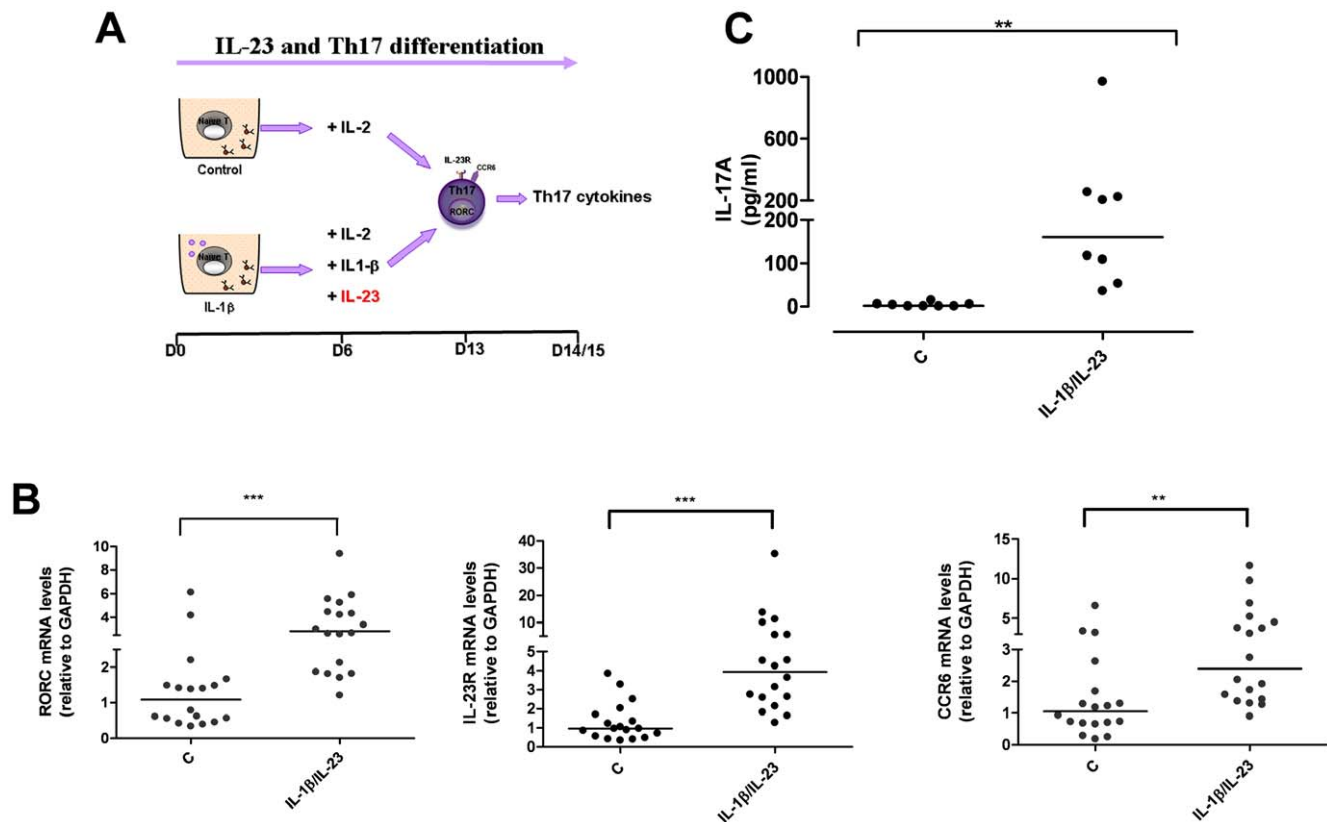 A
IL-23 and Th17 differentiation
Naive T
Control
+ IL-2
IL-23R
CCR6
Th17
RORC
Th17 cytokines
Naive T
IL-1β
+ IL-2
+ IL1-β
+ IL-23
D0 D6 D13 D14/15
C
**
IL-17A
(pg/ml)
1000
600
200
200
100
0
C
IL-1β/IL-23
B
***
RORC mRNA levels
(relative to GAPDH)
10
8
6
4
2
1
0
C
IL-1β/IL-23
***
IL-23R mRNA levels
(relative to GAPDH)
40
30
20
10
5
4
3
2
1
0
C
IL-1β/IL-23
**
CCR6 mRNA levels
(relative to GAPDH)
15
10
5
3
2
1
0
C
IL-1β/IL-23